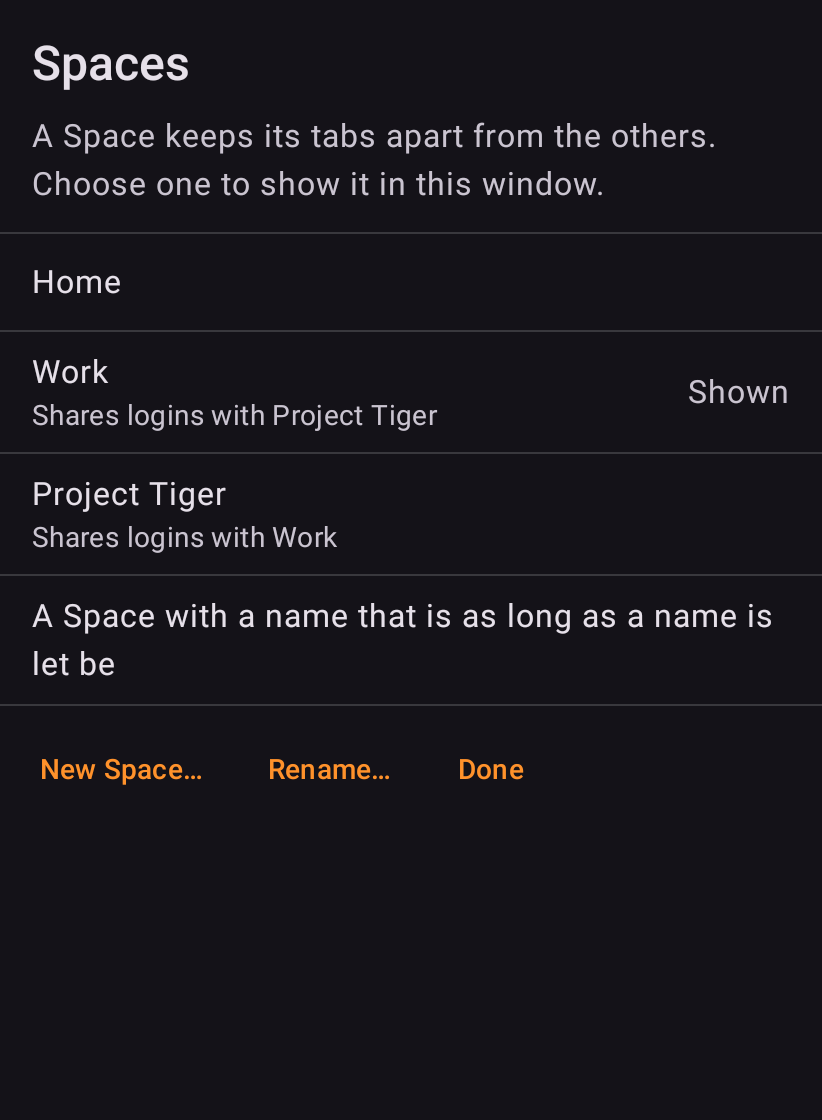 Spaces
A Space keeps its tabs apart from the others.
Choose one to show it in this window.
Home
Work
Shares logins with Project Tiger
Shown
Project Tiger
Shares logins with Work
A Space with a name that is as long as a name is
let be
New Space…
Rename…
Done